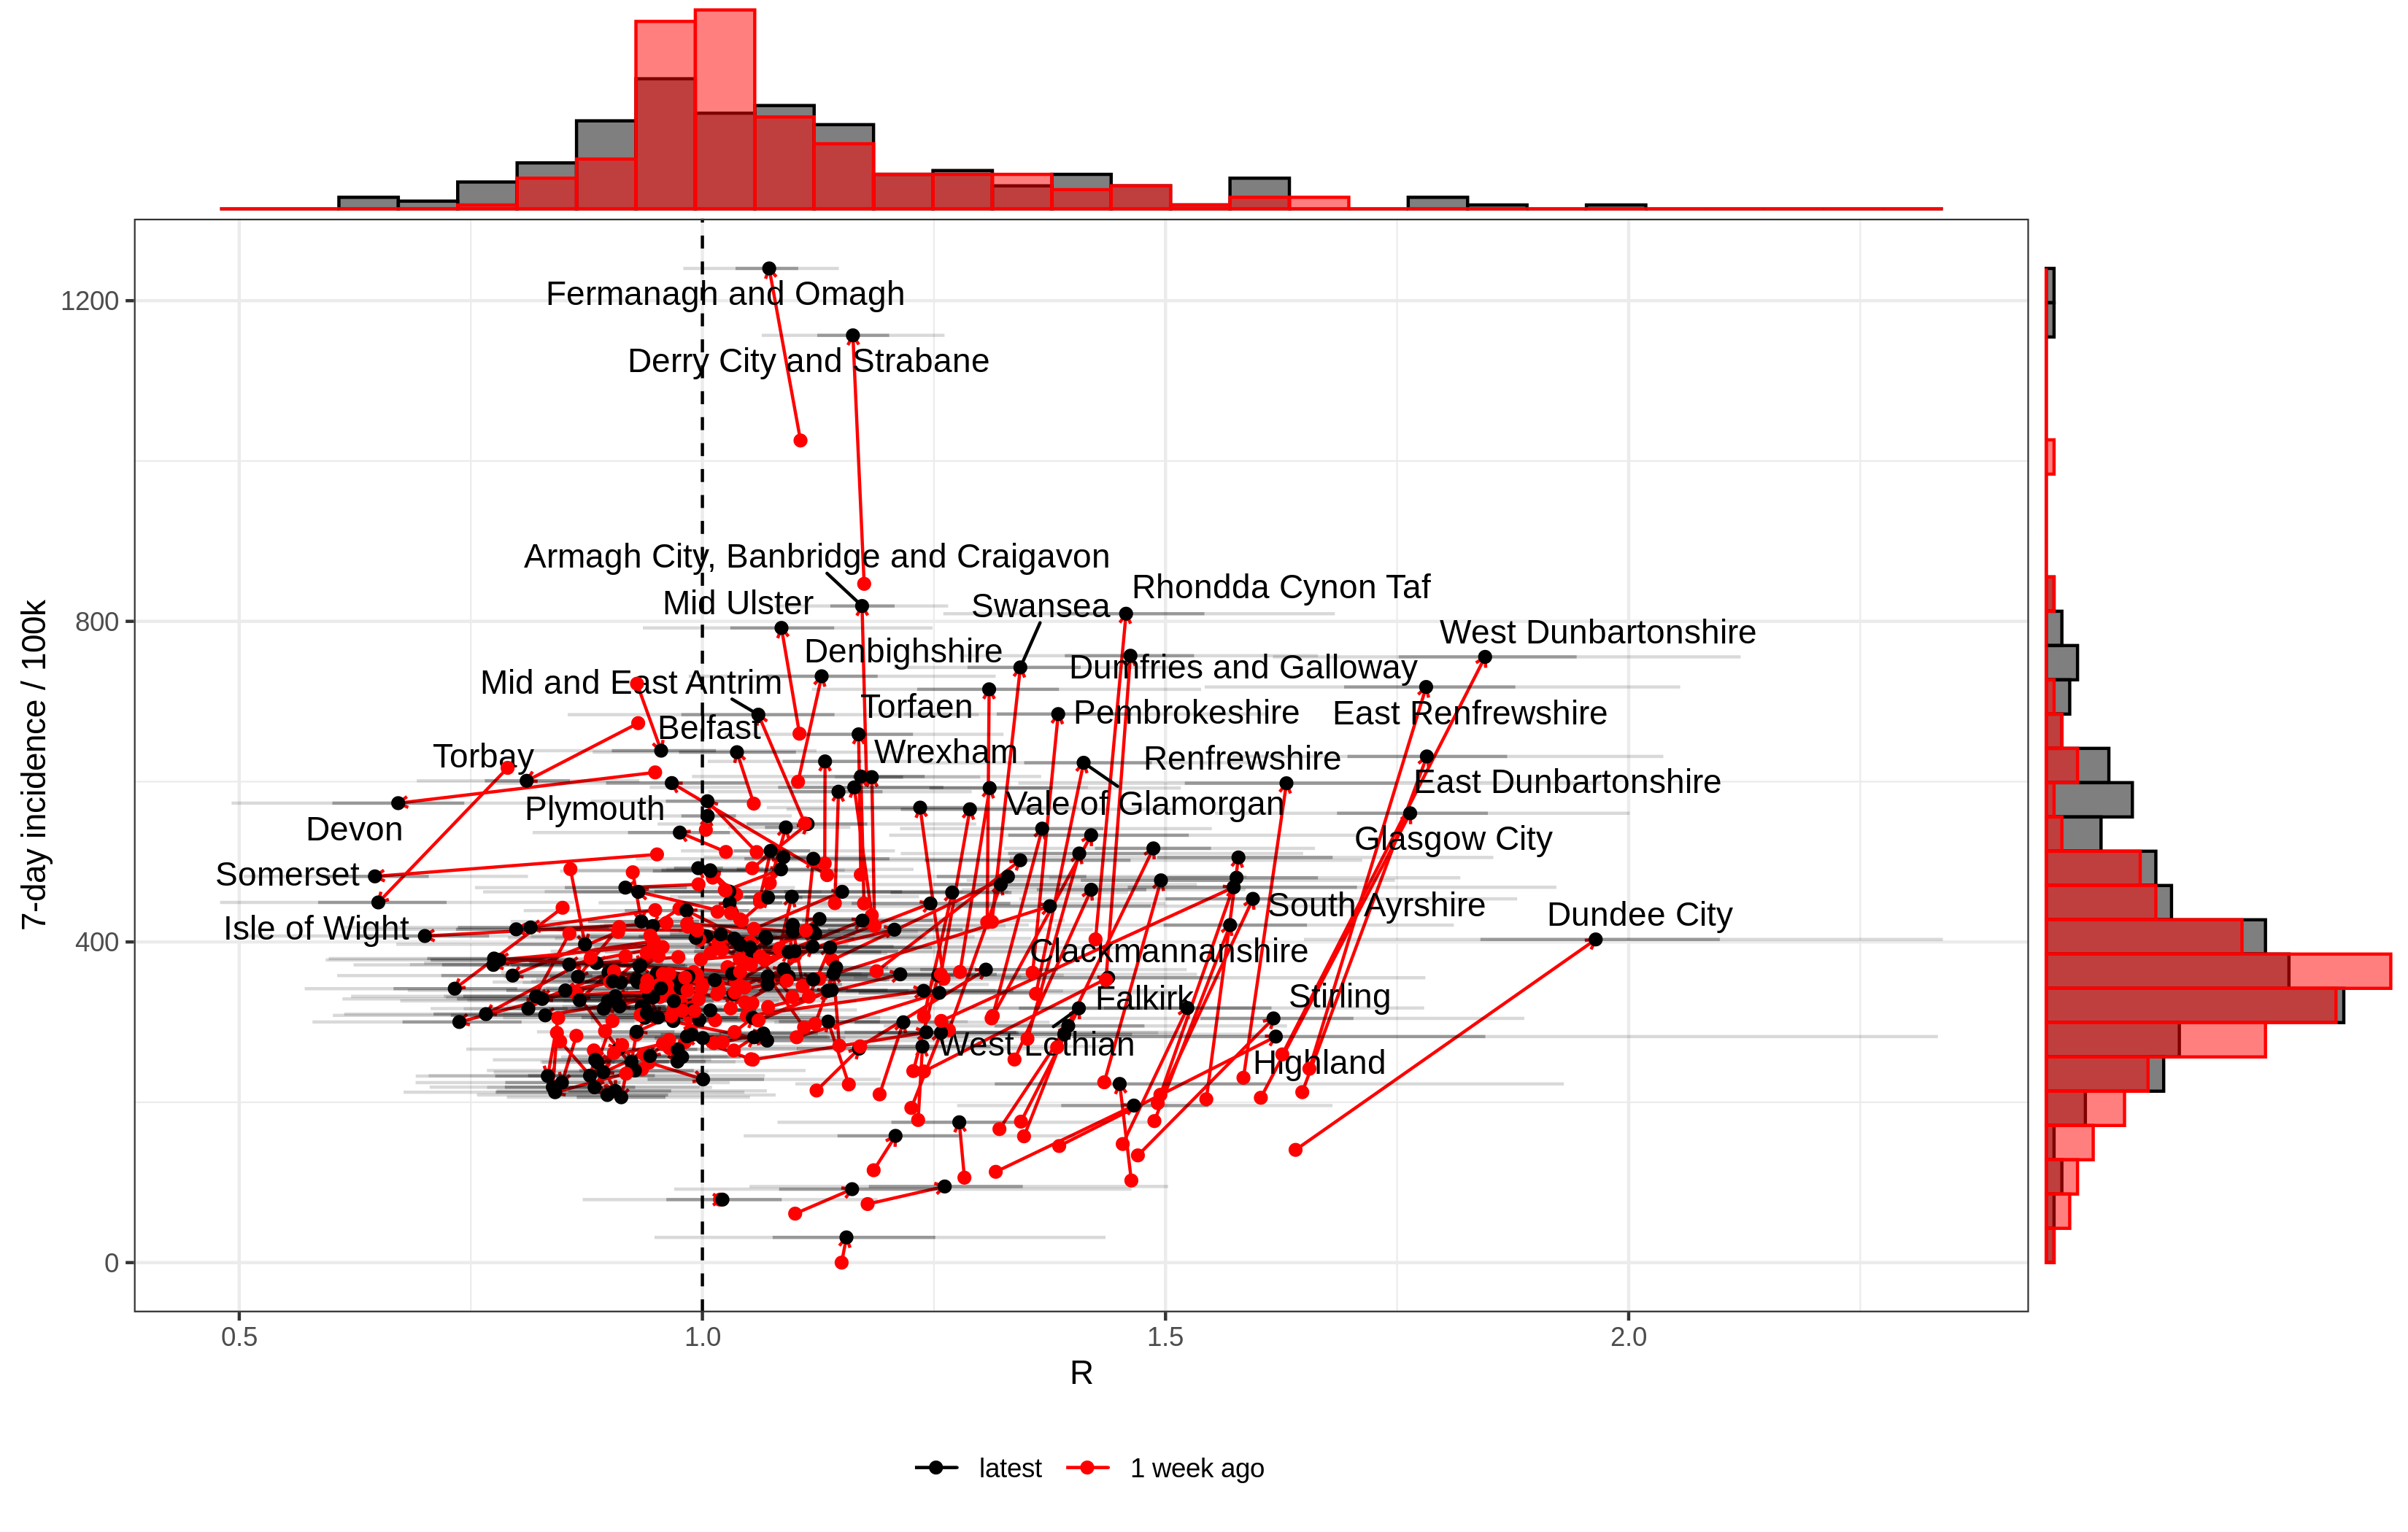 Fermanagh and Omagh
1200
Derry City and Strabane
Armagh City, Banbridge and Craigavon
Rhondda Cynon Taf
Mid Ulster
Swansea
800
West Dunbartonshire
Denbighshire
Dumfries and Galloway
Mid and East Antrim
Torfaen
Pembrokeshire
East Renfrewshire
Belfast
Torbay
Wrexham
Renfrewshire
East Dunbartonshire
Plymouth
Vale of Glamorgan
Devon
Glasgow City
Somerset
South Ayrshire
Dundee City
Isle of Wight
400
Clackmannanshire
Falkirk
Stirling
West Lothian
Highland
0
7-day incidence / 100k
0.5
1.0
1.5
2.0
R
latest
1 week ago